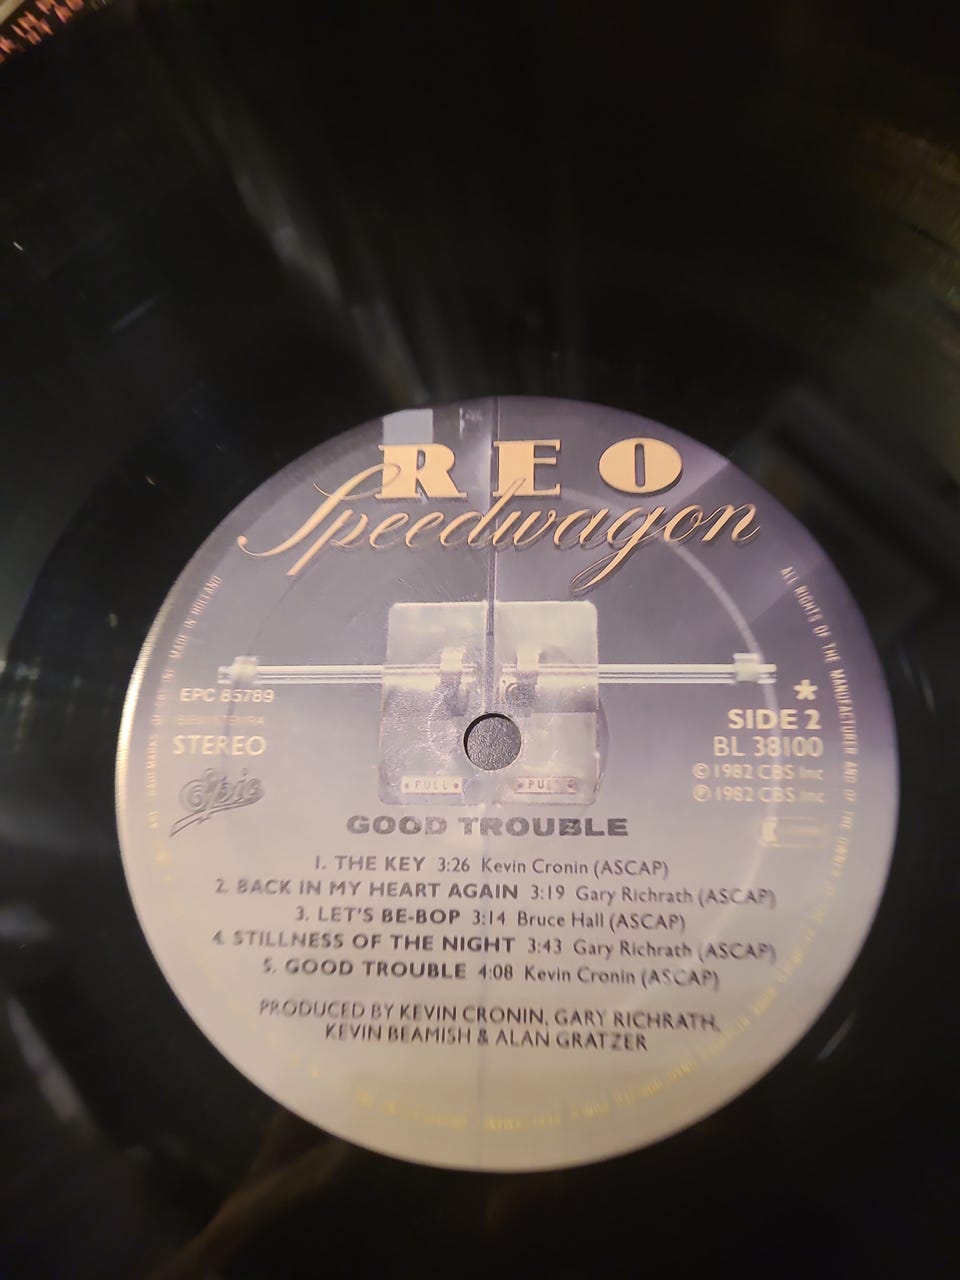 REO
Speedwagon
MADE IN HOLLAND
ALL RIGHTS OF THE MANUFACTURER AND OF THE OWNER
EPC 85789
STEREO
Epic
*
SIDE 2
BL 38100
© 1982 CBS Inc.
℗ 1982 CBS Inc.
PULL
PULL
GOOD TROUBLE
1. THE KEY 3:26 Kevin Cronin (ASCAP)
2. BACK IN MY HEART AGAIN 3:19 Gary Richrath (ASCAP)
3. LET'S BE-BOP 3:14 Bruce Hall (ASCAP)
4. STILLNESS OF THE NIGHT 3:43 Gary Richrath (ASCAP)
5. GOOD TROUBLE 4:08 Kevin Cronin (ASCAP)
PRODUCED BY KEVIN CRONIN, GARY RICHRATH,
KEVIN BEAMISH & ALAN GRATZER